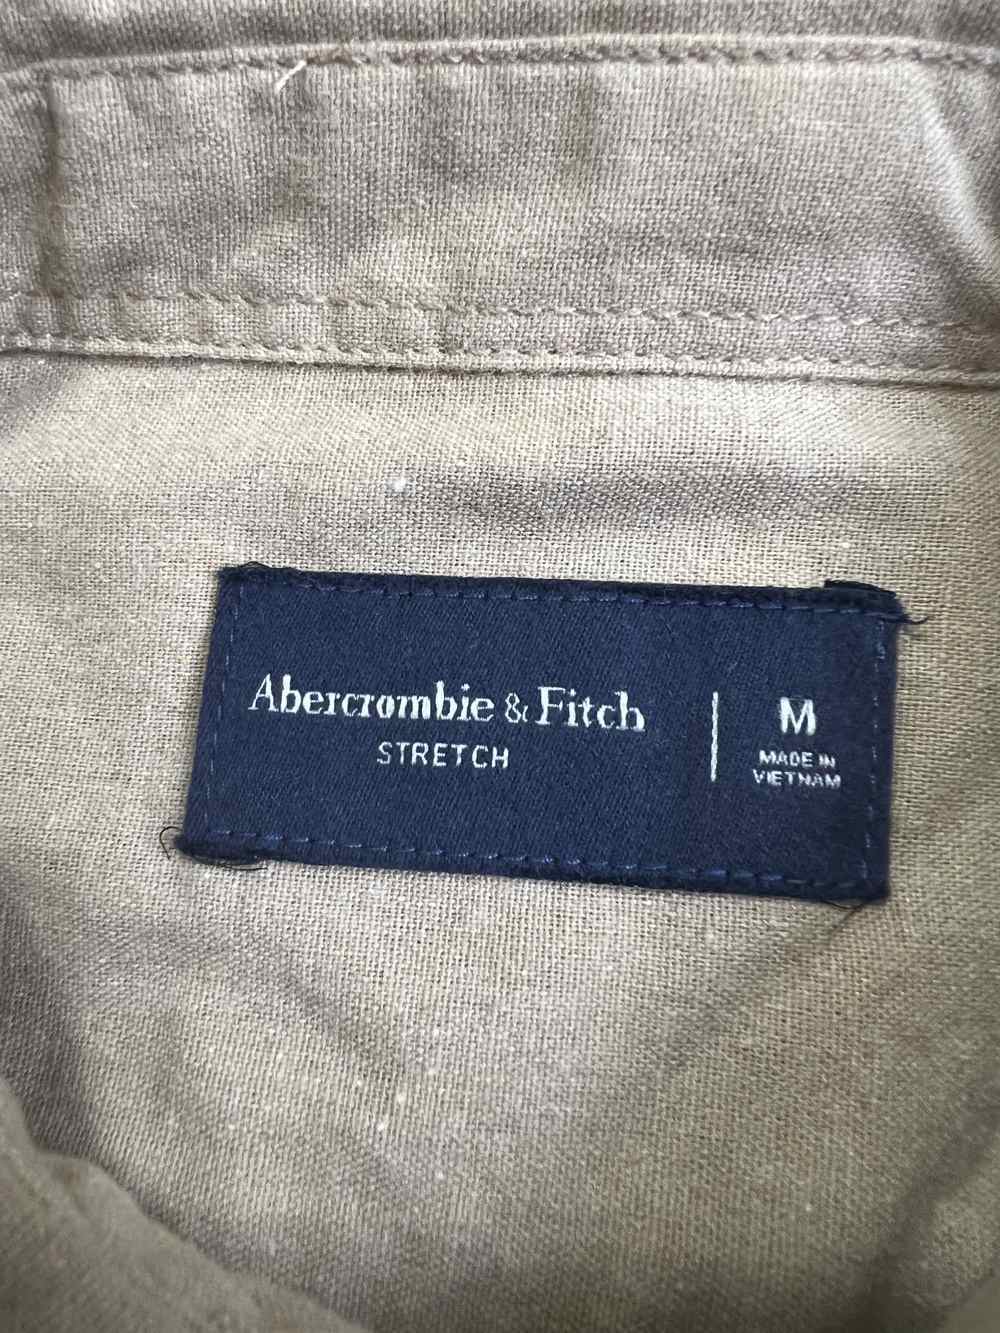 Abercrombie & Fitch
STRETCH
M
MADE IN
VIETNAM